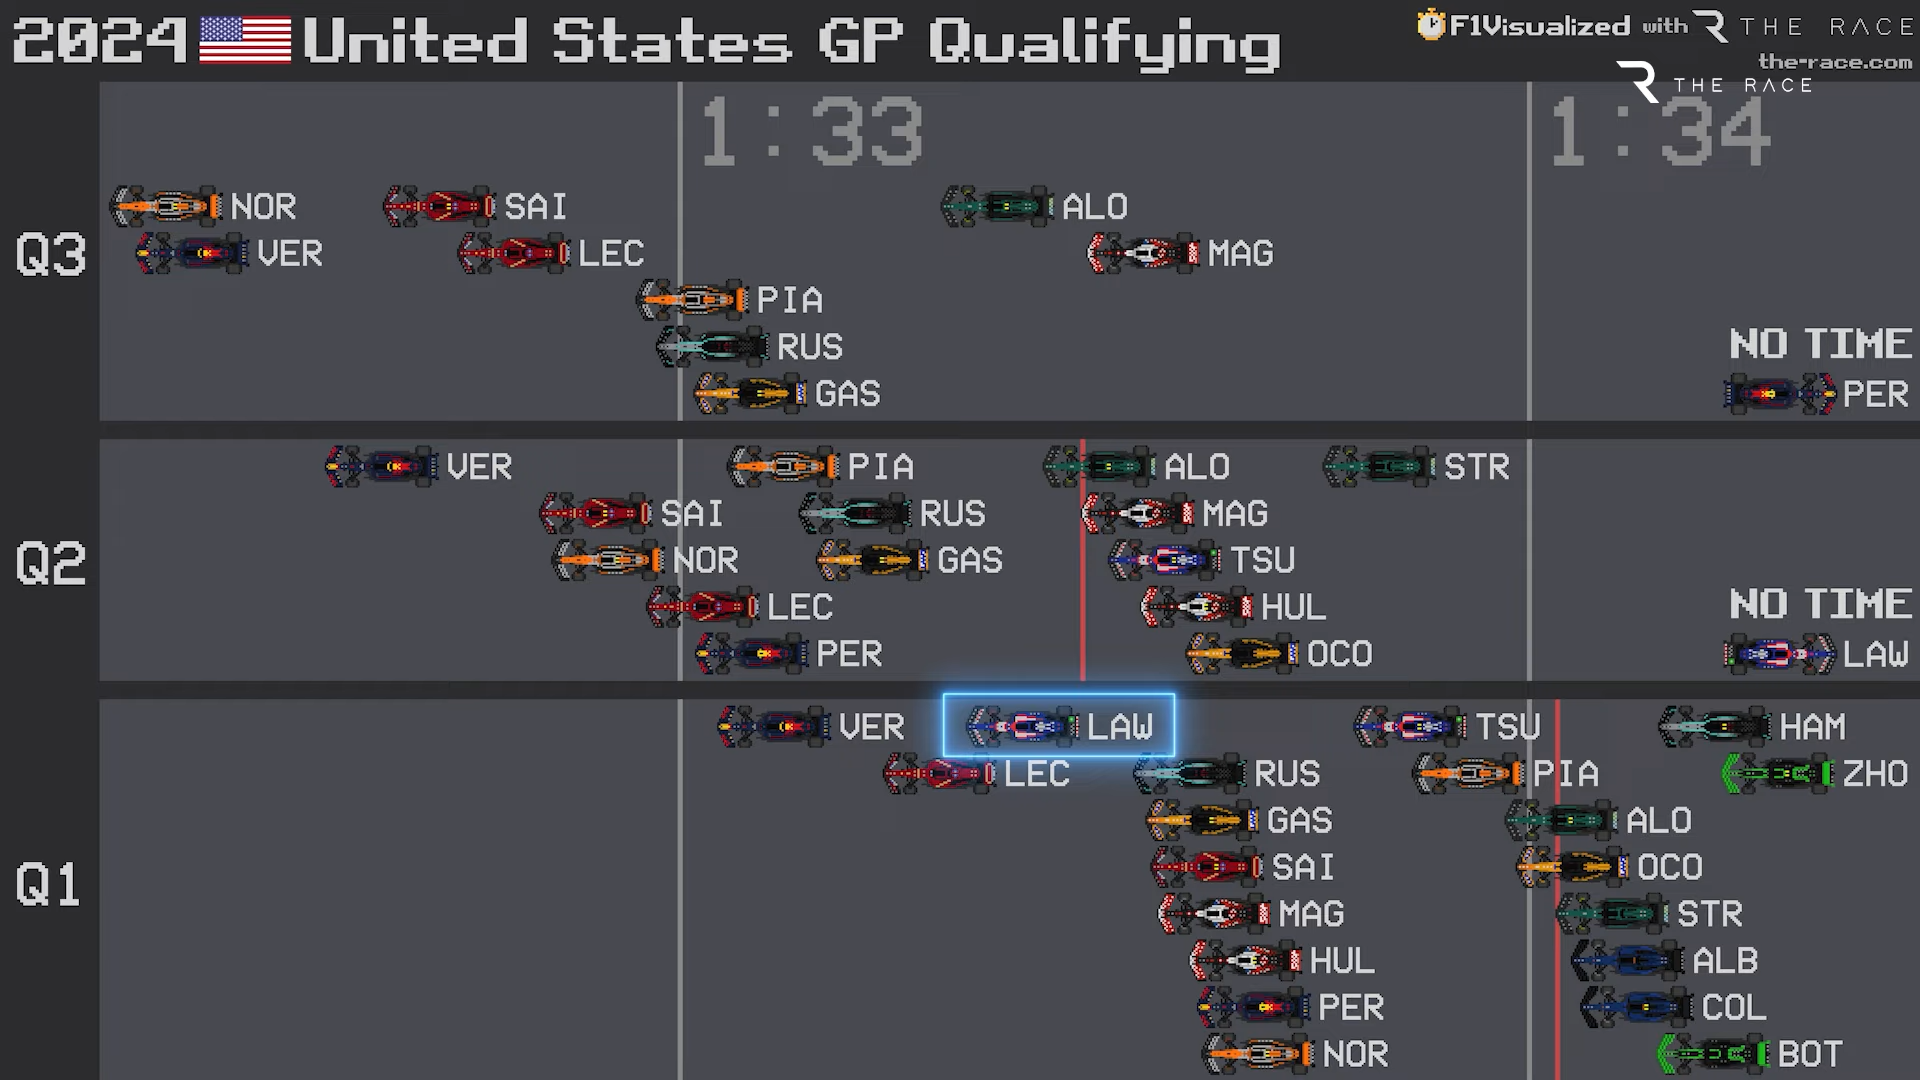 2024 United States GP Qualifying
F1Visualized with THE RACE
the-race.com
THE RACE
1:33
1:34
Q3
NOR
SAI
ALO
VER
LEC
MAG
PIA
RUS
NO TIME
GAS
PER
Q2
VER
PIA
ALO
STR
SAI
RUS
MAG
NOR
GAS
TSU
LEC
HUL
NO TIME
PER
OCO
LAW
Q1
VER
LAW
TSU
HAM
LEC
RUS
PIA
ZHO
GAS
ALO
SAI
OCO
MAG
STR
HUL
ALB
PER
COL
NOR
BOT